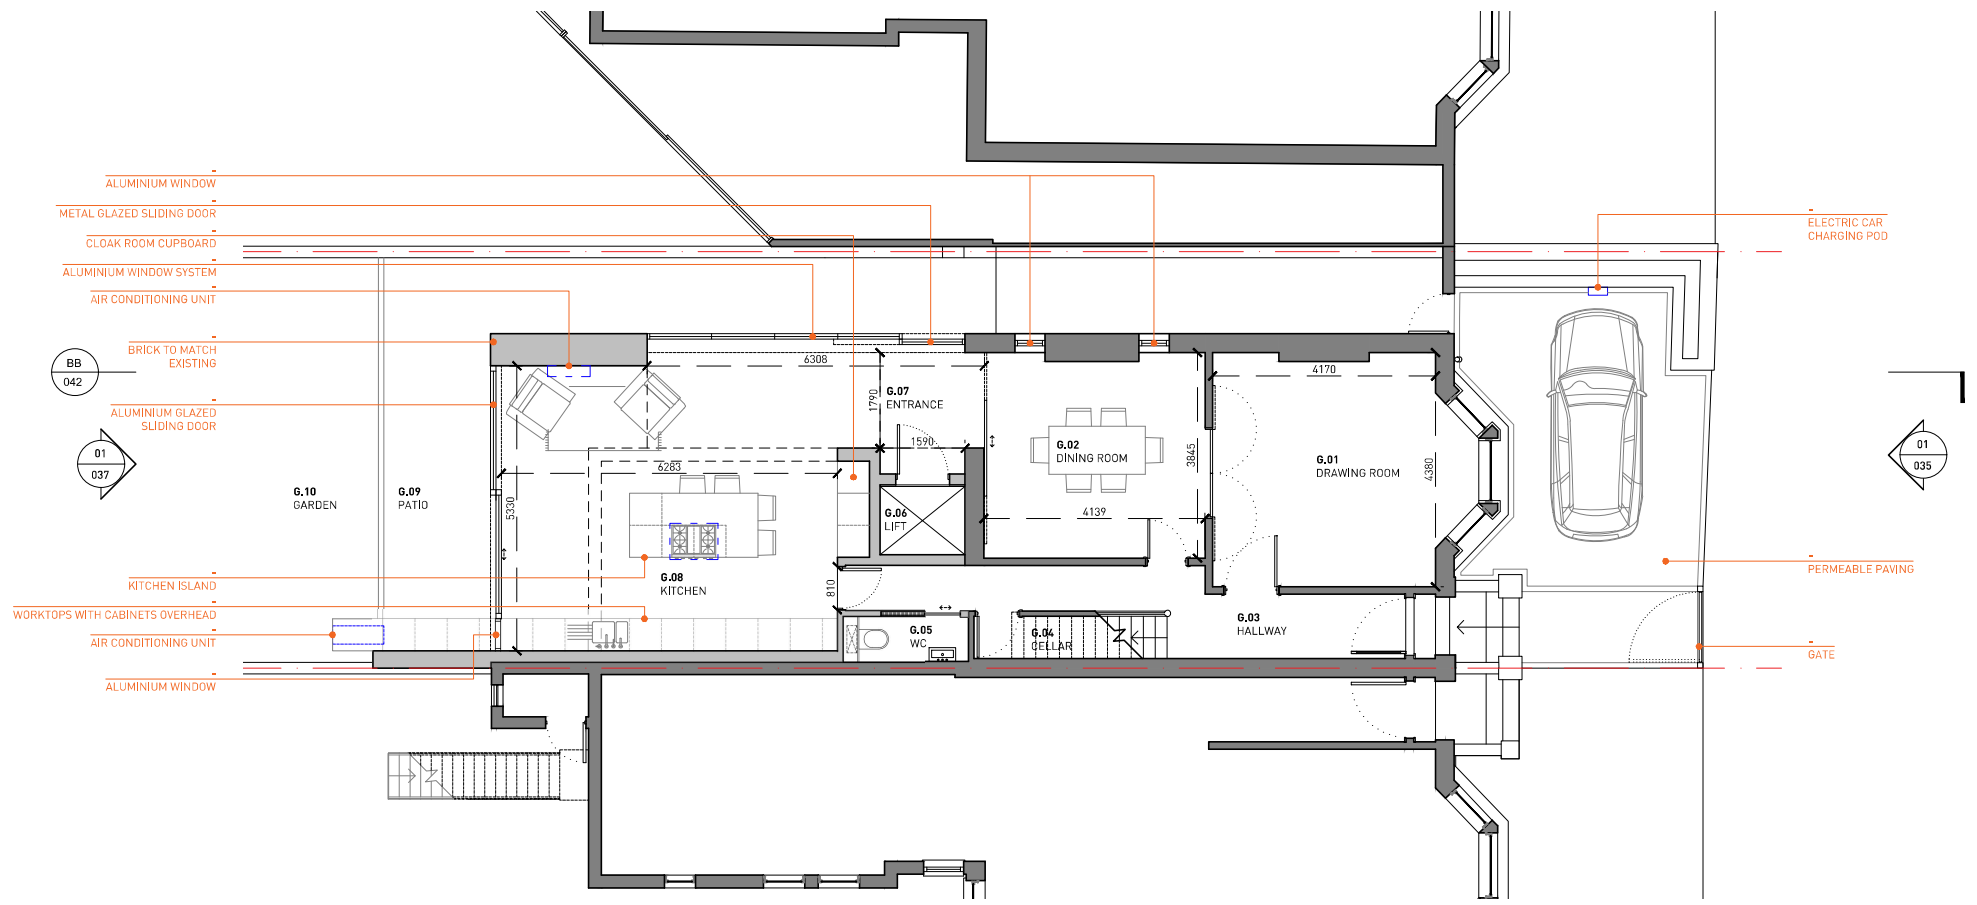 ALUMINIUM WINDOW
METAL GLAZED SLIDING DOOR
CLOAK ROOM CUPBOARD
ALUMINIUM WINDOW SYSTEM
AIR CONDITIONING UNIT
BRICK TO MATCH
EXISTING
BB
042
ALUMINIUM GLAZED
SLIDING DOOR
01
037
KITCHEN ISLAND
WORKTOPS WITH CABINETS OVERHEAD
AIR CONDITIONING UNIT
ALUMINIUM WINDOW
G.10
GARDEN
G.09
PATIO
6308
1790
G.07
ENTRANCE
1590
6283
5330
G.06
LIFT
G.08
KITCHEN
810
G.05
WC
G.04
CELLAR
G.02
DINING ROOM
3845
4139
4170
G.01
DRAWING ROOM
4380
G.03
HALLWAY
ELECTRIC CAR
CHARGING POD
01
035
PERMEABLE PAVING
GATE